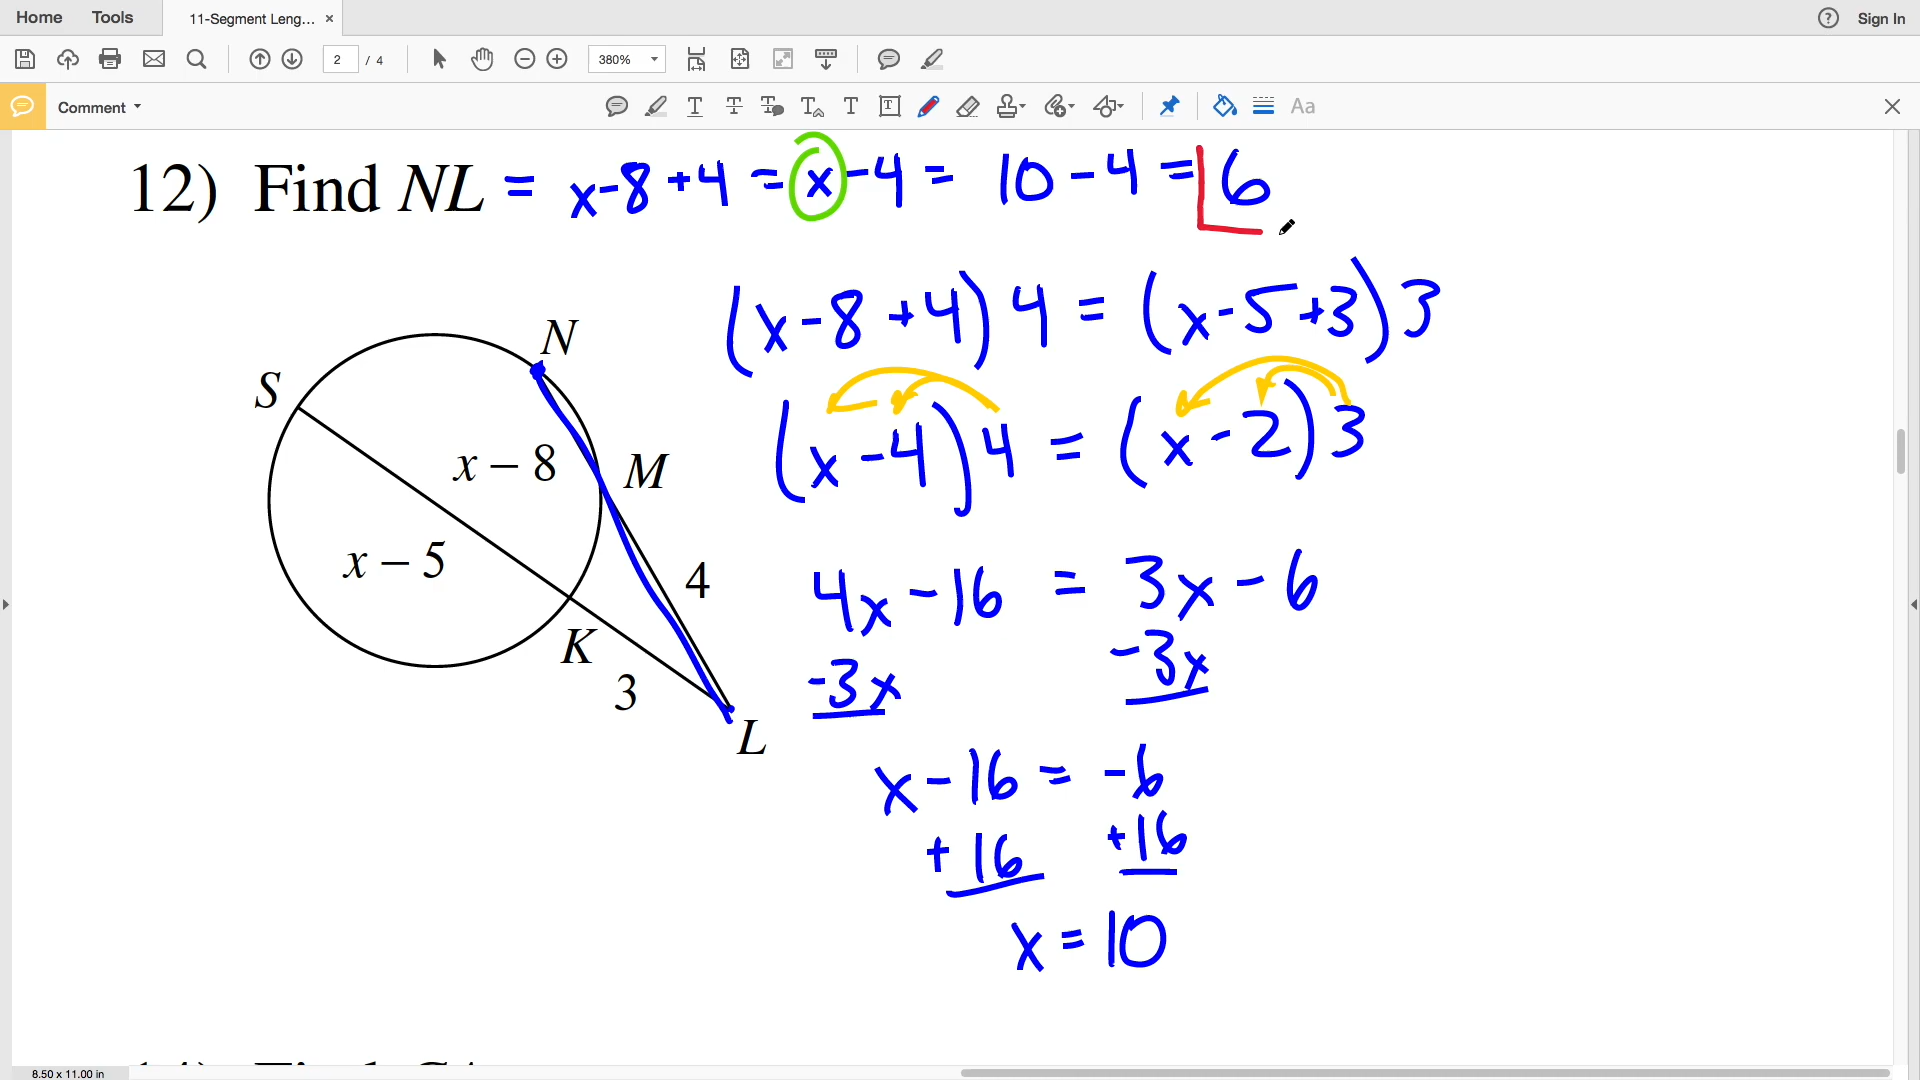 Home Tools 11-Segment Leng... × Sign In
2 / 4 380%
Comment Aa
12) Find NL = x-8+4 = x-4 = 10-4 = 6
(x-8+4)4 = (x-5+3)3
(x-4)4 = (x-2)3
N
S
x – 8
M
x – 5
4
K
3
L
4x-16 = 3x-6
-3x -3x
x-16 = -6
+16 +16
x = 10
8.50 x 11.00 in